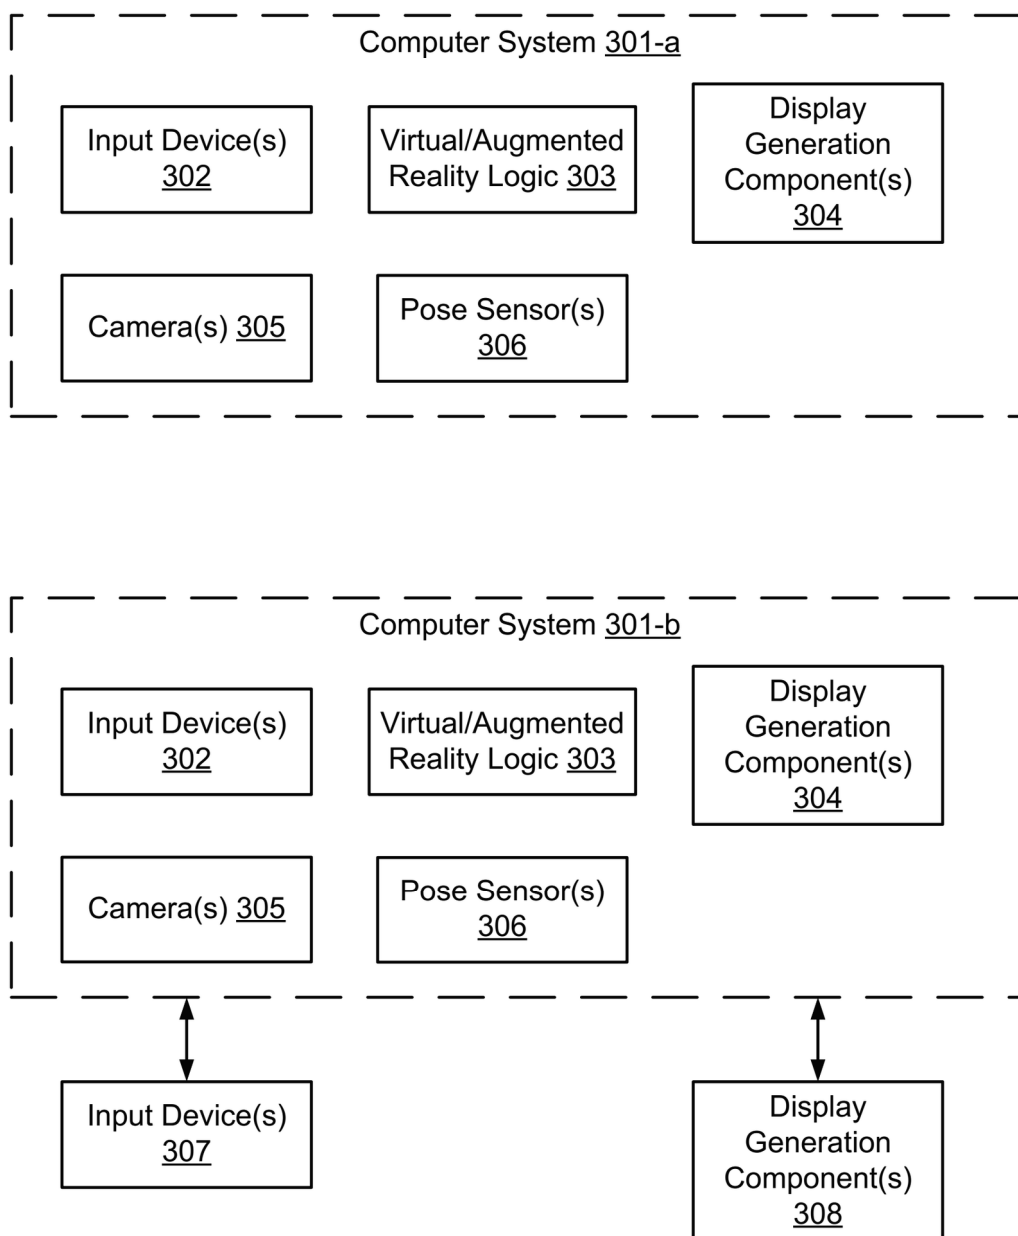 Computer System 301-a
Input Device(s)
302
Virtual/Augmented
Reality Logic 303
Display
Generation
Component(s)
304
Camera(s) 305
Pose Sensor(s)
306
Computer System 301-b
Input Device(s)
302
Virtual/Augmented
Reality Logic 303
Display
Generation
Component(s)
304
Camera(s) 305
Pose Sensor(s)
306
Input Device(s)
307
Display
Generation
Component(s)
308